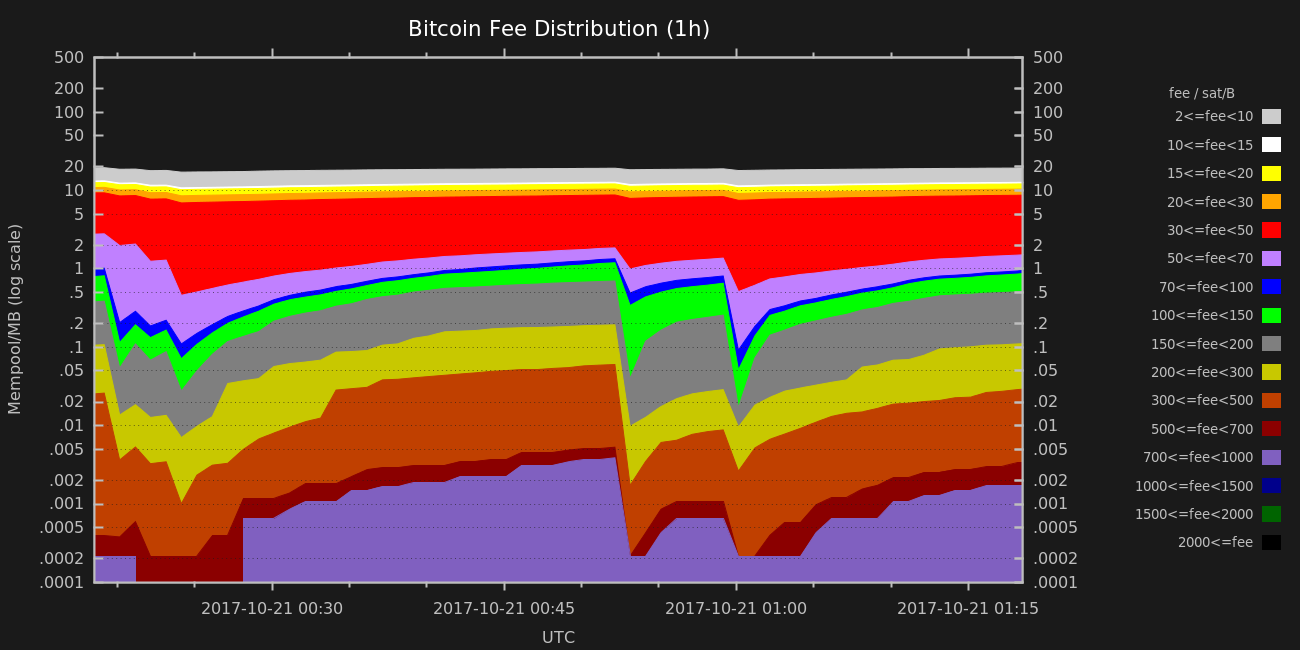 Bitcoin Fee Distribution (1h)
500
200
100
50
20
10
5
2
1
.5
.2
.1
.05
.02
.01
.005
.002
.001
.0005
.0002
.0001
Mempool/MB (log scale)
500
200
100
50
20
10
5
2
1
.5
.2
.1
.05
.02
.01
.005
.002
.001
.0005
.0002
.0001
2017-10-21 00:30
2017-10-21 00:45
2017-10-21 01:00
2017-10-21 01:15
UTC
fee / sat/B
2<=fee<10
10<=fee<15
15<=fee<20
20<=fee<30
30<=fee<50
50<=fee<70
70<=fee<100
100<=fee<150
150<=fee<200
200<=fee<300
300<=fee<500
500<=fee<700
700<=fee<1000
1000<=fee<1500
1500<=fee<2000
2000<=fee